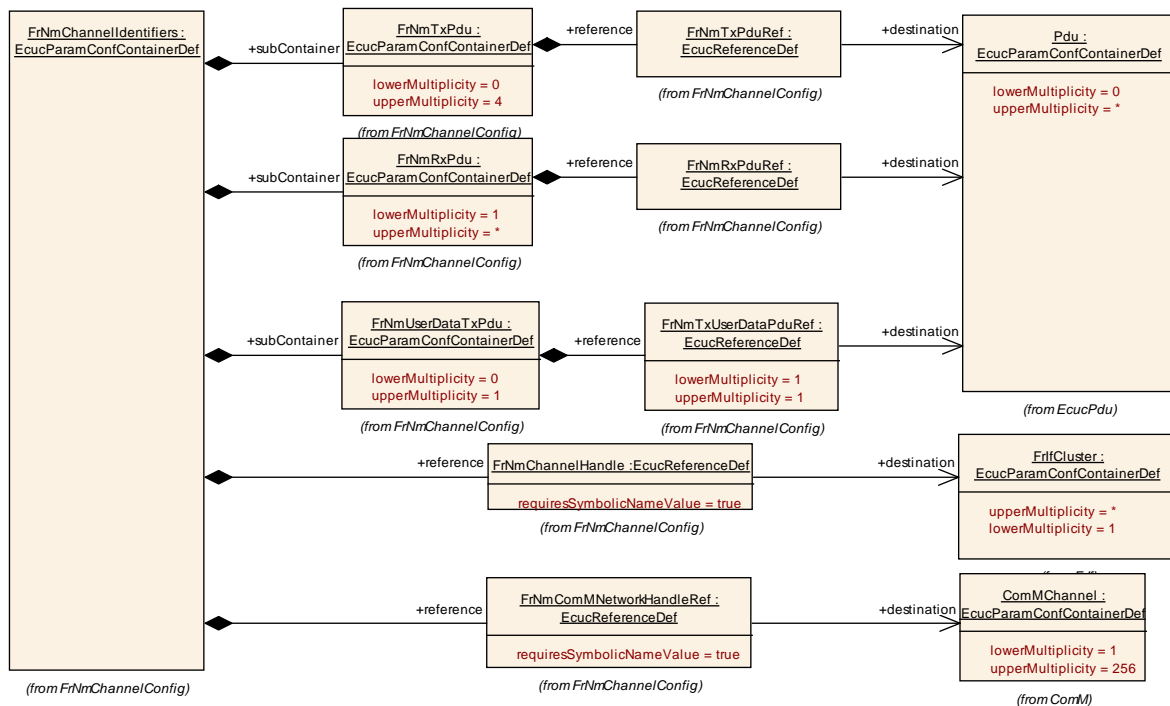 FrNmChannelIdentifiers :
EcucParamConfContainerDef
(from FrNmChannelConfig)
+subContainer
FrNmTxPdu :
EcucParamConfContainerDef
lowerMultiplicity = 0
upperMultiplicity = 4
(from FrNmChannelConfig)
+reference
FrNmTxPduRef :
EcucReferenceDef
(from FrNmChannelConfig)
+destination
Pdu :
EcucParamConfContainerDef
lowerMultiplicity = 0
upperMultiplicity = *
(from EcucPdu)
+subContainer
FrNmRxPdu :
EcucParamConfContainerDef
lowerMultiplicity = 1
upperMultiplicity = *
(from FrNmChannelConfig)
+reference
FrNmRxPduRef :
EcucReferenceDef
(from FrNmChannelConfig)
+destination
+subContainer
FrNmUserDataTxPdu :
EcucParamConfContainerDef
lowerMultiplicity = 0
upperMultiplicity = 1
(from FrNmChannelConfig)
+reference
FrNmTxUserDataPduRef :
EcucReferenceDef
lowerMultiplicity = 1
upperMultiplicity = 1
(from FrNmChannelConfig)
+destination
+reference
FrNmChannelHandle :EcucReferenceDef
requiresSymbolicNameValue = true
(from FrNmChannelConfig)
+destination
FrIfCluster :
EcucParamConfContainerDef
upperMultiplicity = *
lowerMultiplicity = 1
+reference
FrNmComMNetworkHandleRef :
EcucReferenceDef
requiresSymbolicNameValue = true
(from FrNmChannelConfig)
+destination
ComMChannel :
EcucParamConfContainerDef
lowerMultiplicity = 1
upperMultiplicity = 256
(from ComM)